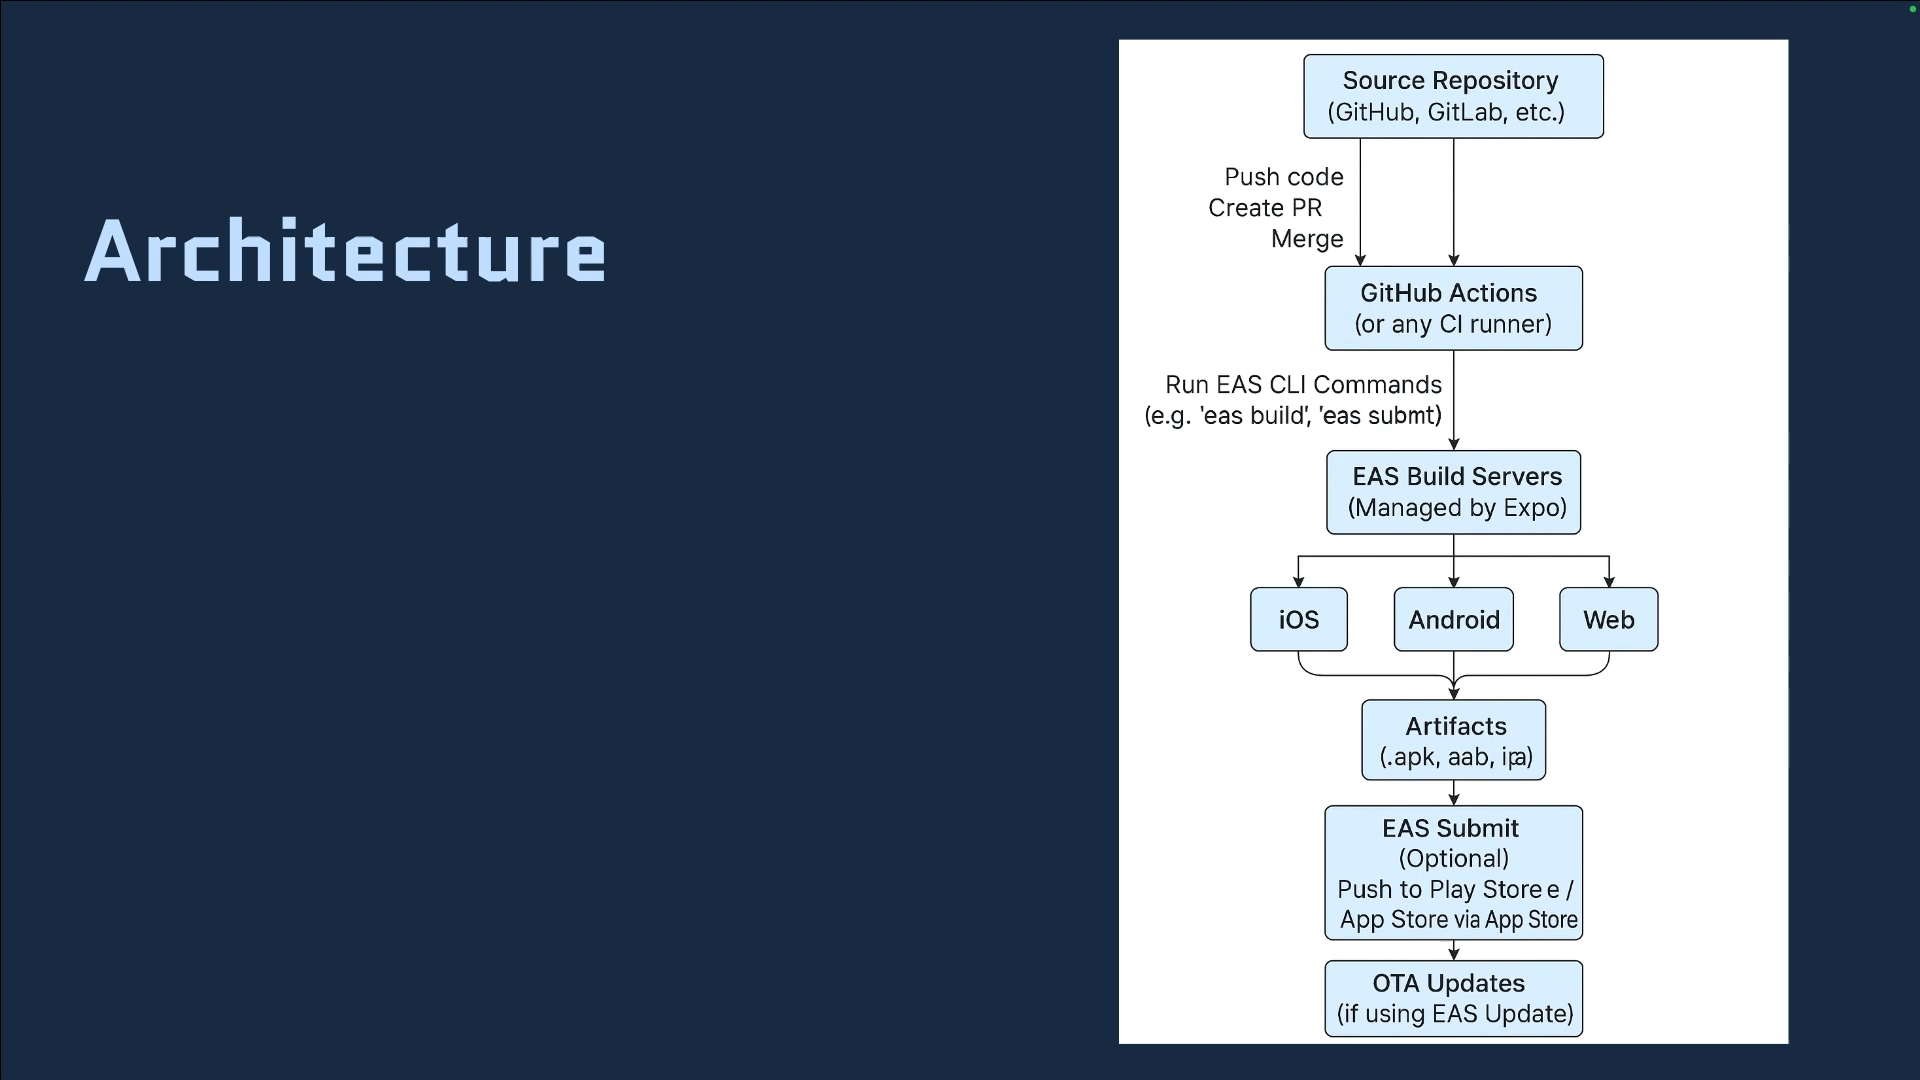 Architecture
Source Repository
(GitHub, GitLab, etc.)
Push code
Create PR
Merge
GitHub Actions
(or any CI runner)
Run EAS CLI Commands
(e.g. 'eas build', 'eas submt)
EAS Build Servers
(Managed by Expo)
iOS
Android
Web
Artifacts
(.apk, aab, ipa)
EAS Submit
(Optional)
Push to Play Store e /
App Store via App Store
OTA Updates
(if using EAS Update)